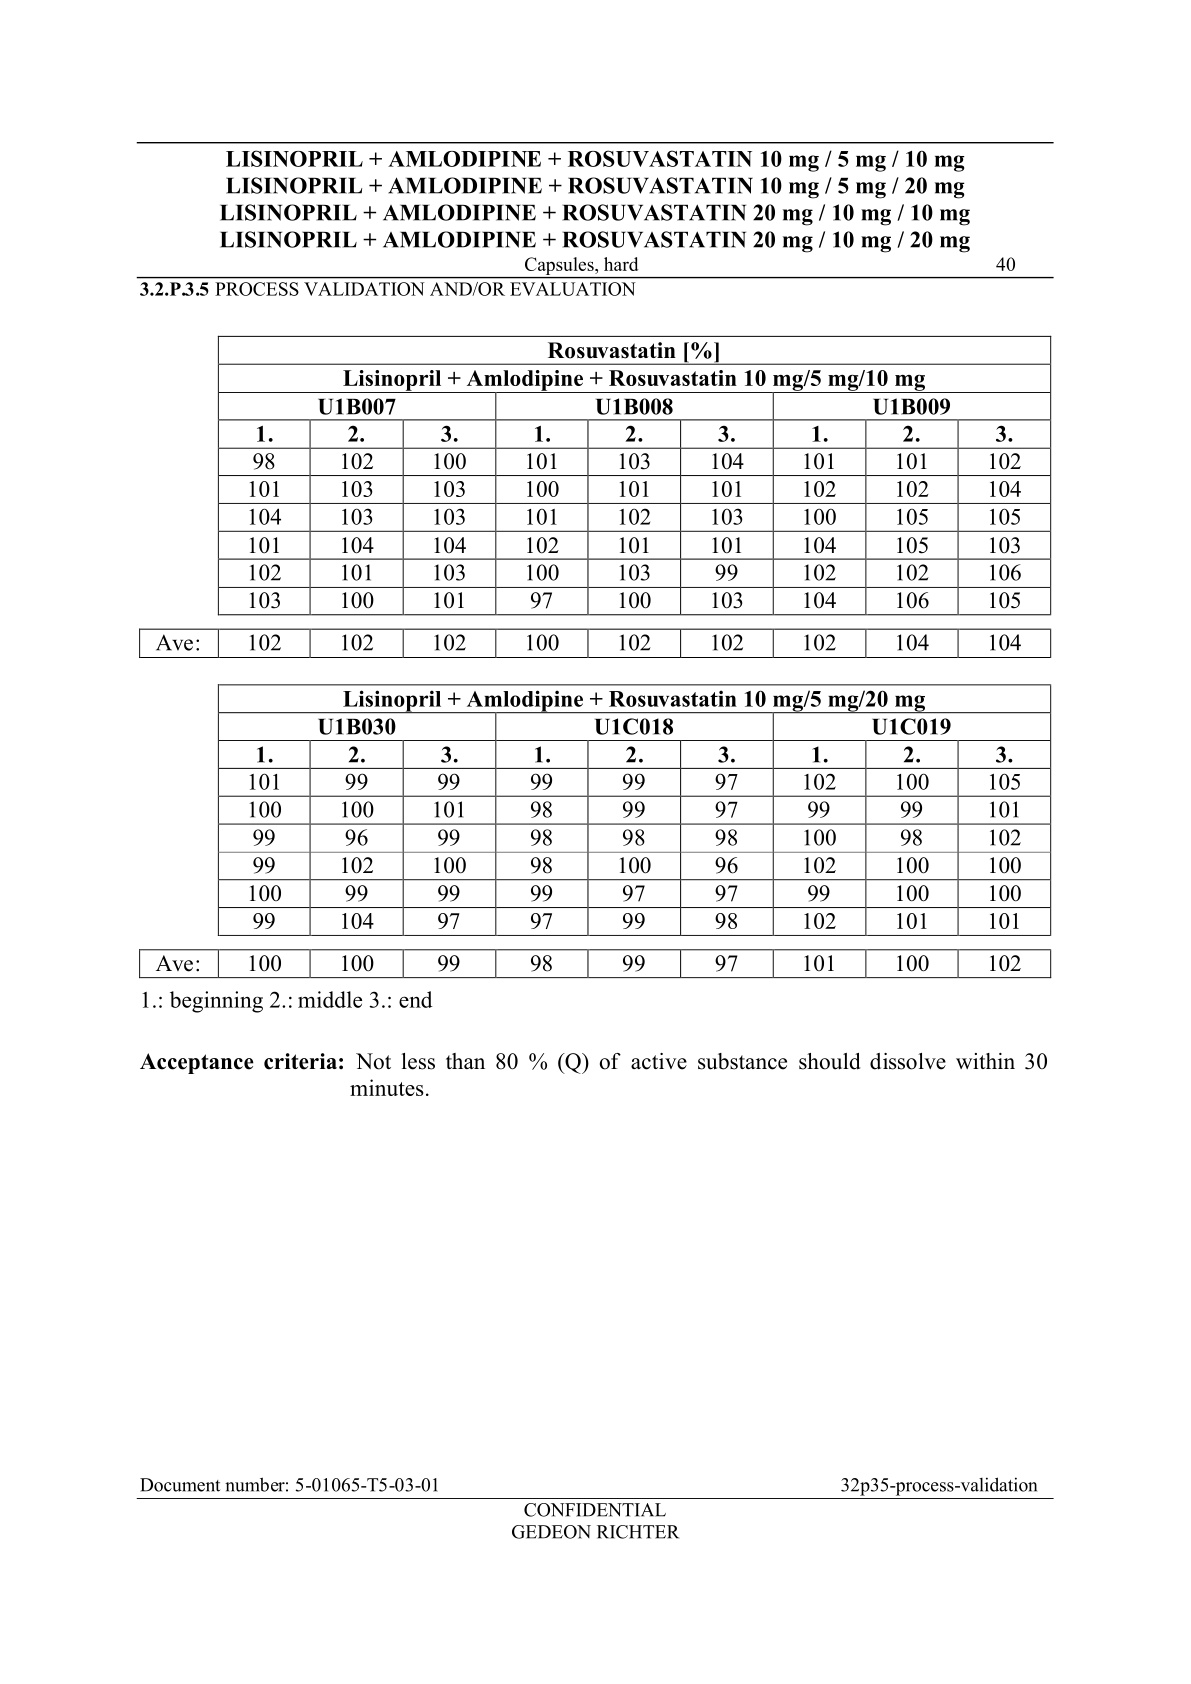 LISINOPRIL + AMLODIPINE + ROSUVASTATIN 10 mg / 5 mg / 10 mg
LISINOPRIL + AMLODIPINE + ROSUVASTATIN 10 mg / 5 mg / 20 mg
LISINOPRIL + AMLODIPINE + ROSUVASTATIN 20 mg / 10 mg / 10 mg
LISINOPRIL + AMLODIPINE + ROSUVASTATIN 20 mg / 10 mg / 20 mg
Capsules, hard 40
3.2.P.3.5 PROCESS VALIDATION AND/OR EVALUATION
Rosuvastatin [%]
Lisinopril + Amlodipine + Rosuvastatin 10 mg/5 mg/10 mg
U1B007 U1B008 U1B009
1. 2. 3. 1. 2. 3. 1. 2. 3.
98 102 100 101 103 104 101 101 102
101 103 103 100 101 101 102 102 104
104 103 103 101 102 103 100 105 105
101 104 104 102 101 101 104 105 103
102 101 103 100 103 99 102 102 106
103 100 101 97 100 103 104 106 105
Ave: 102 102 102 100 102 102 102 104 104
Lisinopril + Amlodipine + Rosuvastatin 10 mg/5 mg/20 mg
U1B030 U1C018 U1C019
1. 2. 3. 1. 2. 3. 1. 2. 3.
101 99 99 99 99 97 102 100 105
100 100 101 98 99 97 99 99 101
99 96 99 98 98 98 100 98 102
99 102 100 98 100 96 102 100 100
100 99 99 99 97 97 99 100 100
99 104 97 97 99 98 102 101 101
Ave: 100 100 99 98 99 97 101 100 102
1.: beginning 2.: middle 3.: end
Acceptance criteria: Not less than 80 % (Q) of active substance should dissolve within 30
minutes.
Document number: 5-01065-T5-03-01 32p35-process-validation
CONFIDENTIAL
GEDEON RICHTER